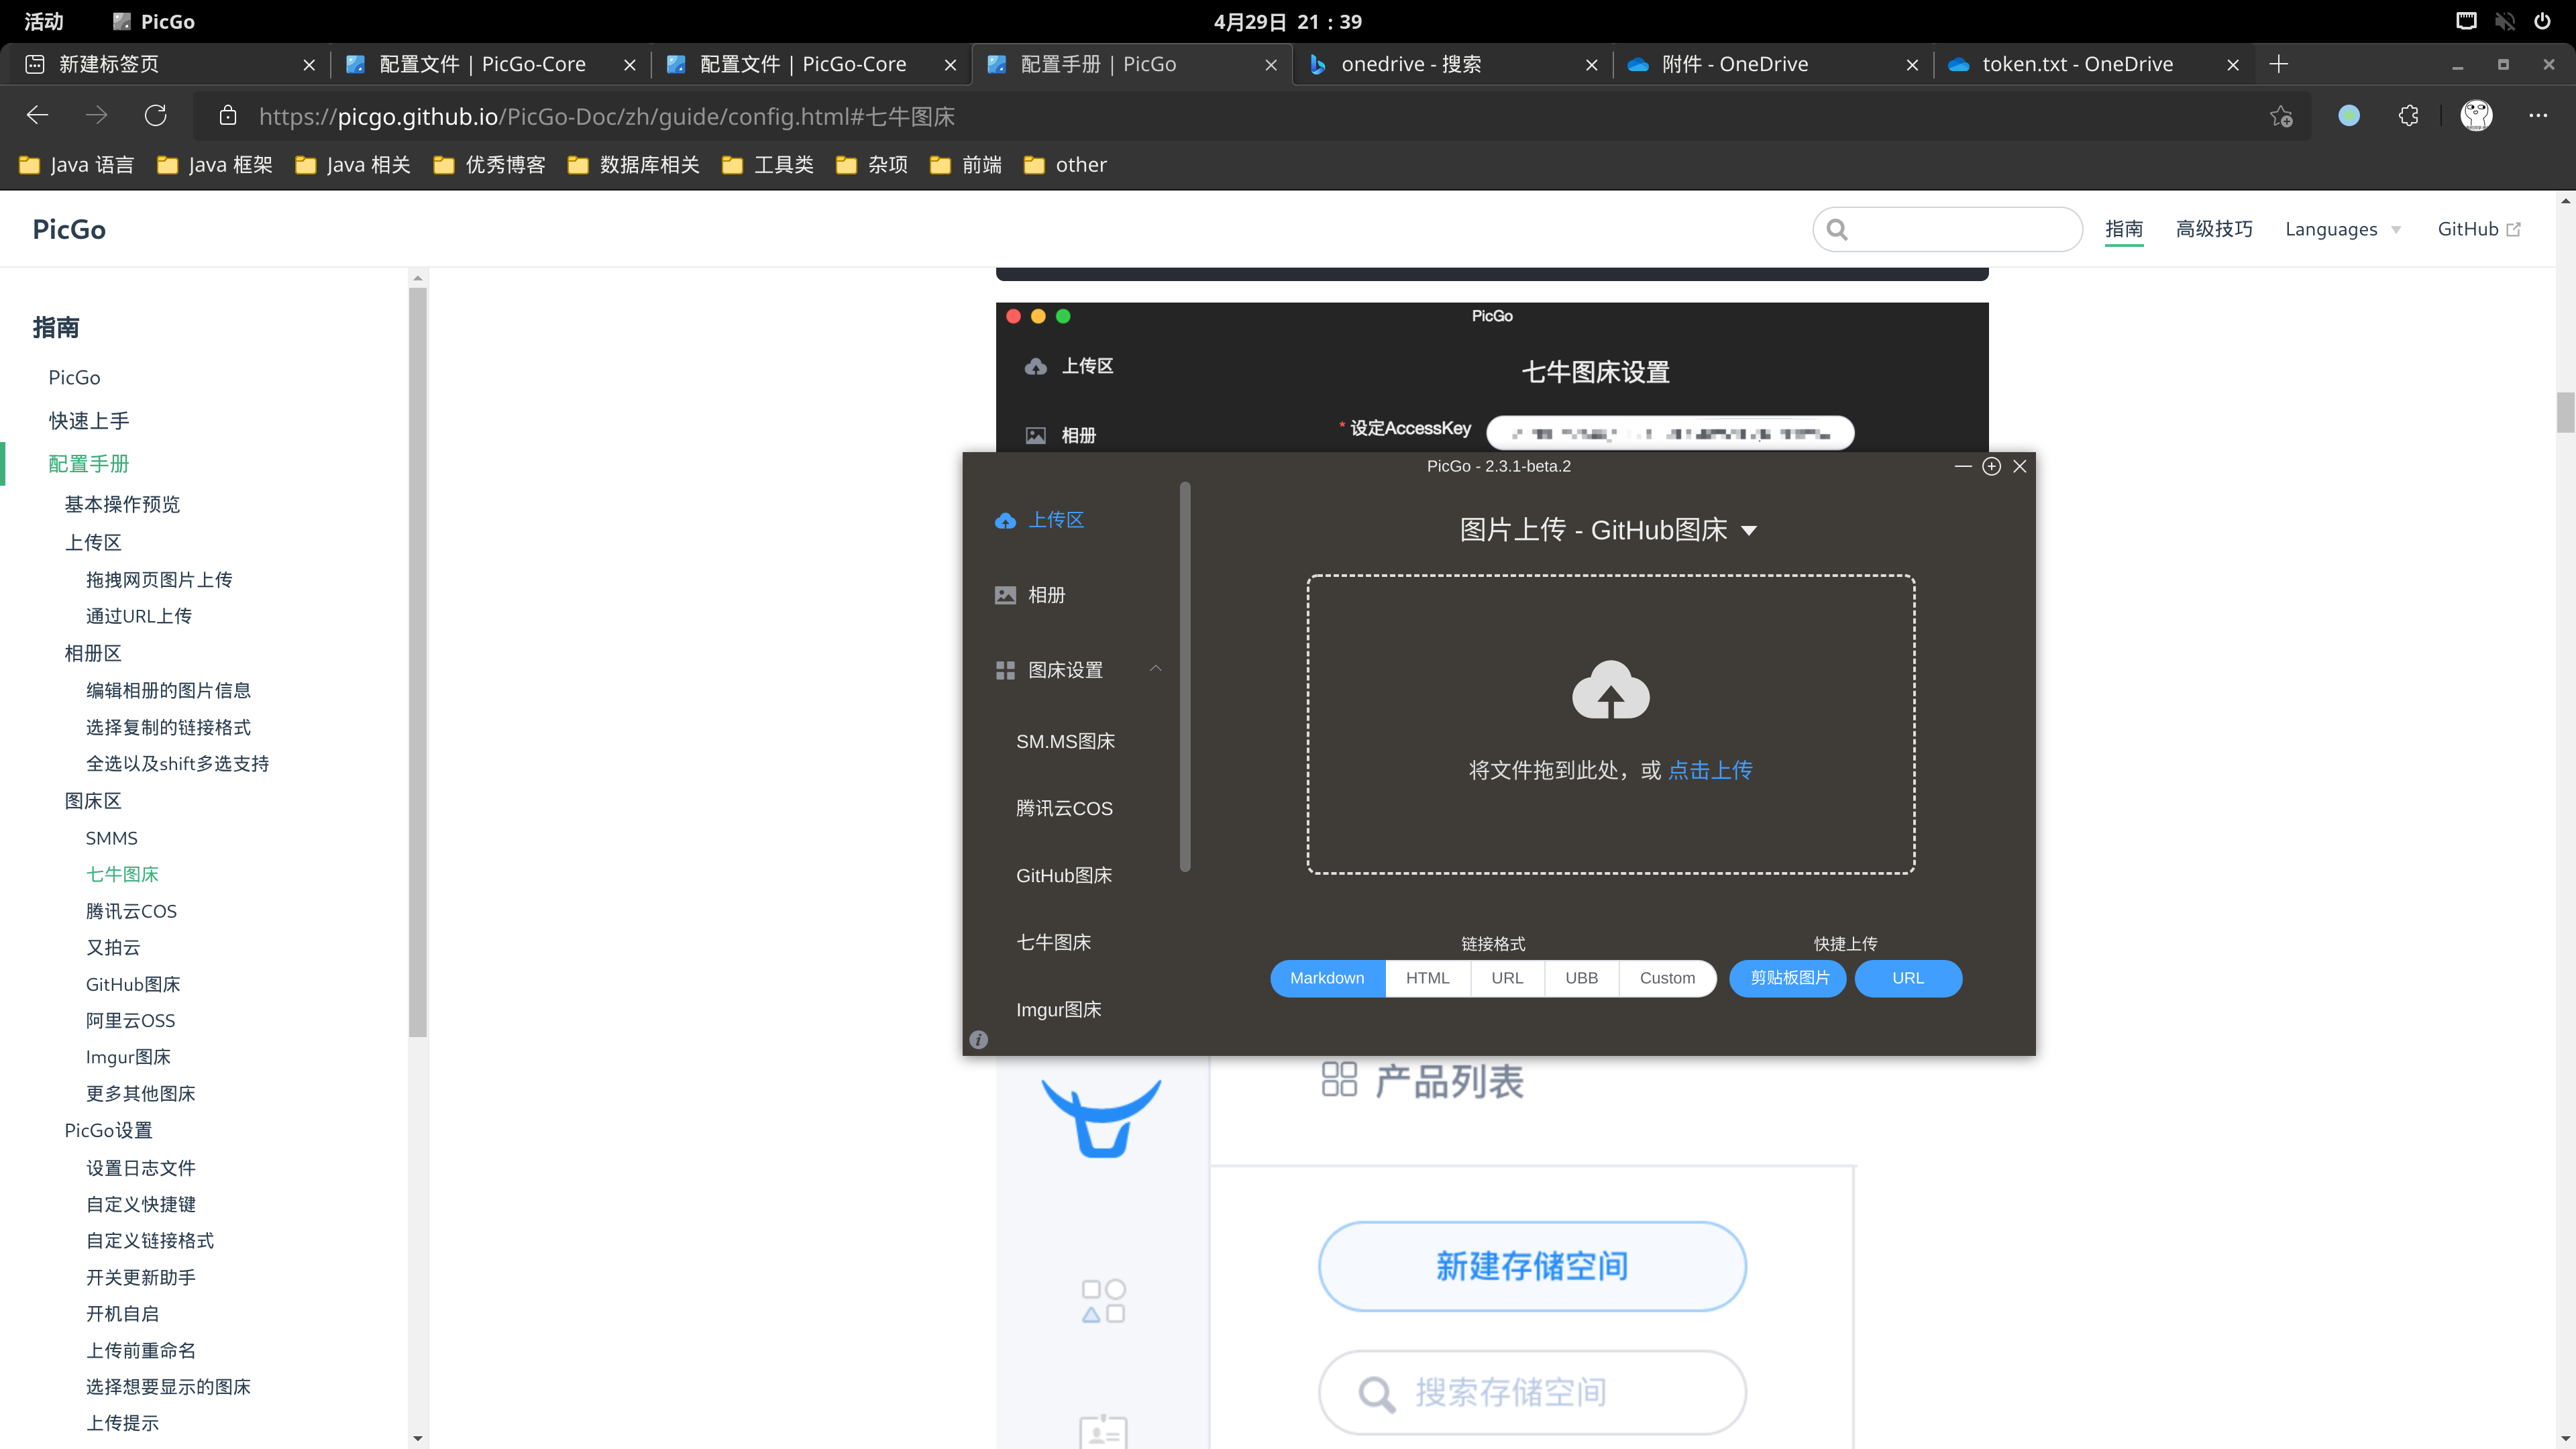 活动 PicGo 4月29日 21：39
新建标签页 配置文件 | PicGo-Core 配置文件 | PicGo-Core 配置手册 | PicGo onedrive - 搜索 附件 - OneDrive token.txt - OneDrive
https://picgo.github.io/PicGo-Doc/zh/guide/config.html#七牛图床
Java 语言 Java 框架 Java 相关 优秀博客 数据库相关 工具类 杂项 前端 other
PicGo 指南 高级技巧 Languages GitHub
指南
PicGo
快速上手
配置手册
基本操作预览
上传区
拖拽网页图片上传
通过URL上传
相册区
编辑相册的图片信息
选择复制的链接格式
全选以及shift多选支持
图床区
SMMS
七牛图床
腾讯云COS
又拍云
GitHub图床
阿里云OSS
Imgur图床
更多其他图床
PicGo设置
设置日志文件
自定义快捷键
自定义链接格式
开关更新助手
开机自启
上传前重命名
选择想要显示的图床
上传提示
PicGo
上传区
七牛图床设置
相册
* 设定AccessKey
PicGo - 2.3.1-beta.2
上传区
相册
图床设置
SM.MS图床
腾讯云COS
GitHub图床
七牛图床
Imgur图床
图片上传 - GitHub图床
将文件拖到此处，或 点击上传
链接格式 快捷上传
Markdown HTML URL UBB Custom 剪贴板图片 URL
产品列表
新建存储空间
搜索存储空间